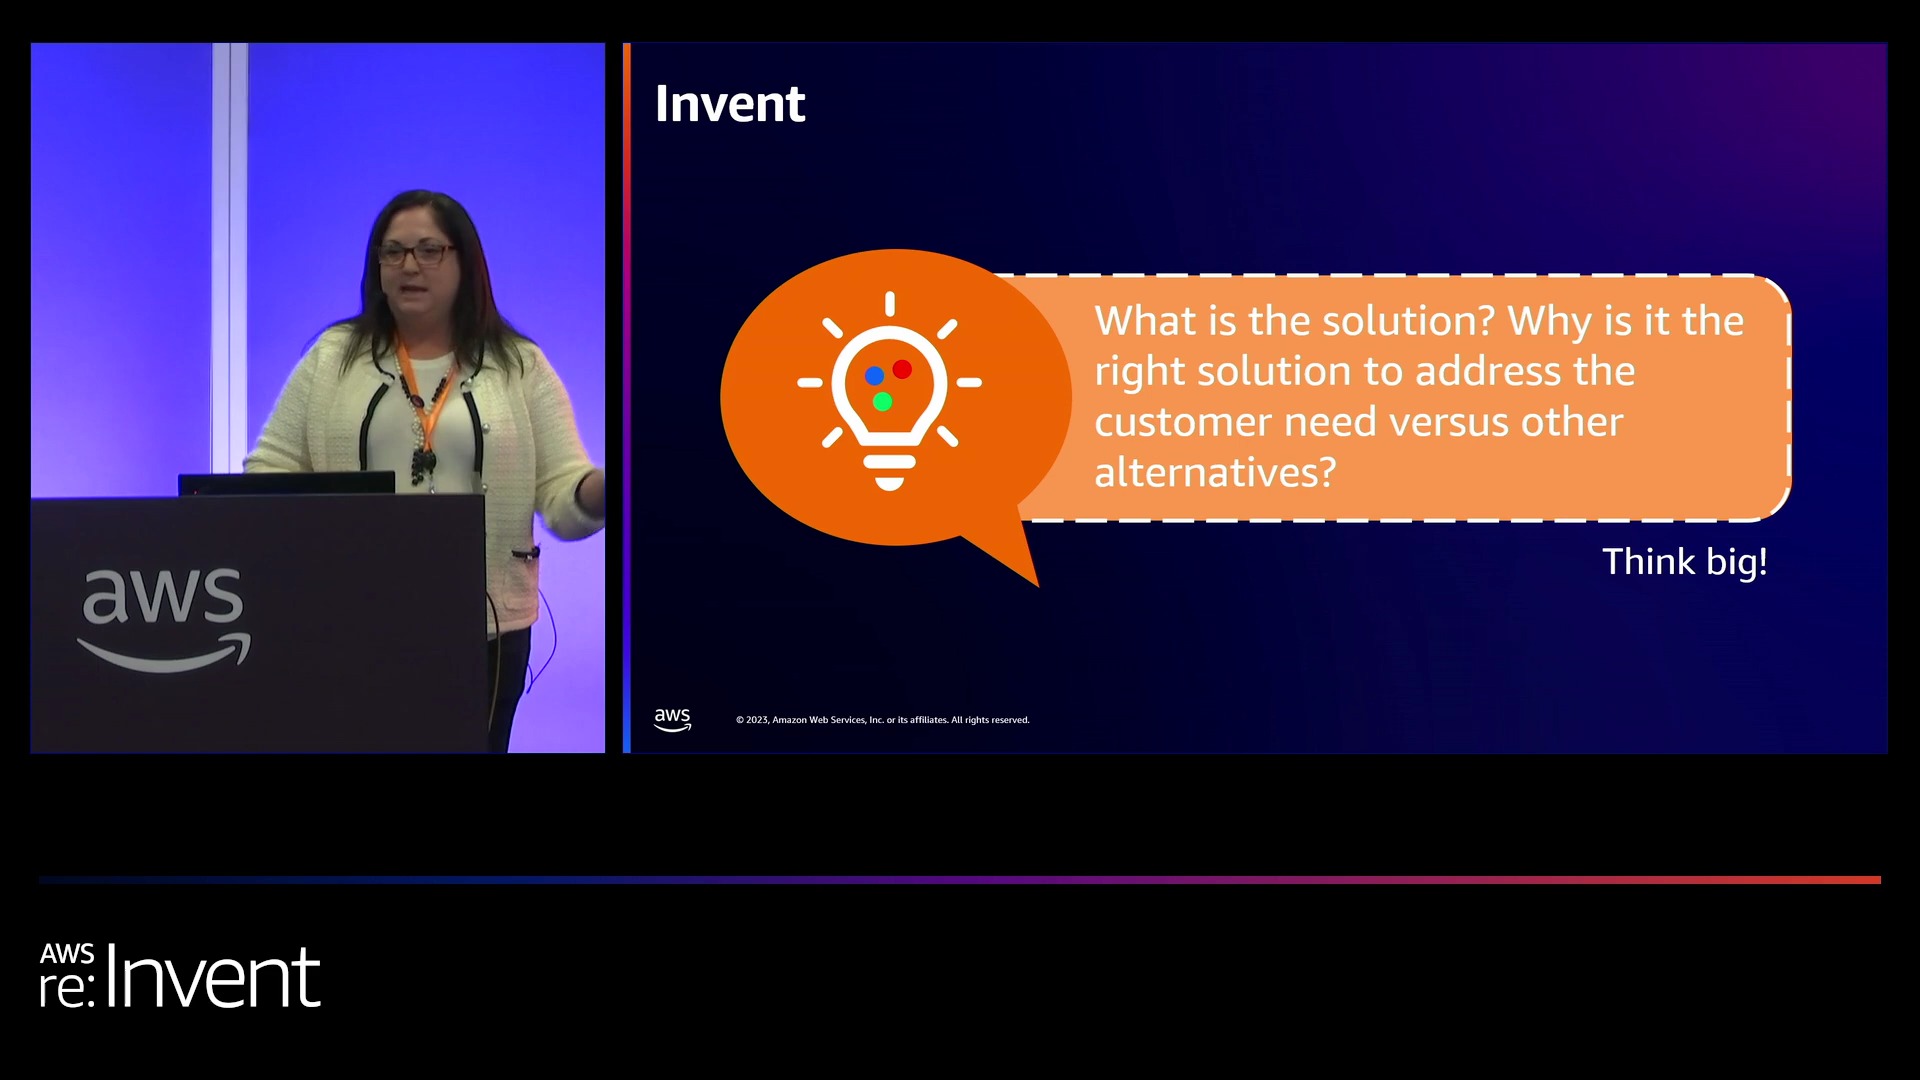 Invent
What is the solution? Why is it the
right solution to address the
customer need versus other
alternatives?
Think big!
aws
aws
© 2023, Amazon Web Services, Inc. or its affiliates. All rights reserved.
AWS
re:Invent